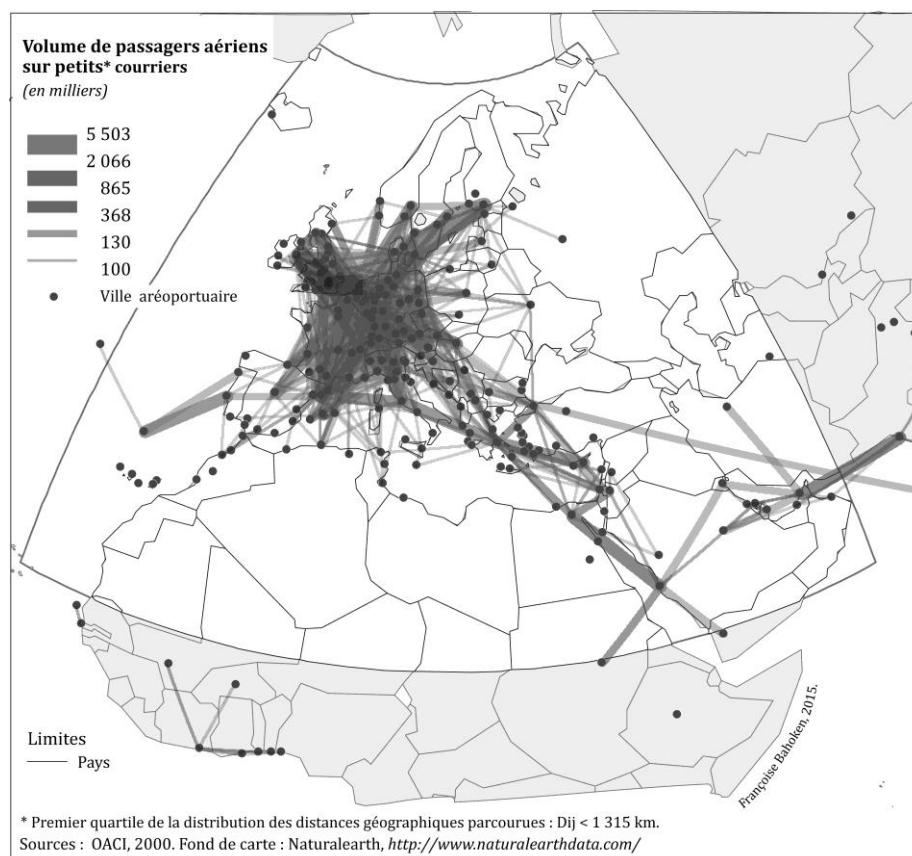 Volume de passagers aériens
sur petits* courriers
(en milliers)
5 503
2 066
865
368
130
100
Ville aréoportuaire
Limites
Pays
Françoise Bahoken, 2015.
* Premier quartile de la distribution des distances géographiques parcourues : Dij < 1 315 km.
Sources : OACI, 2000. Fond de carte : Naturalearth, http://www.naturalearthdata.com/